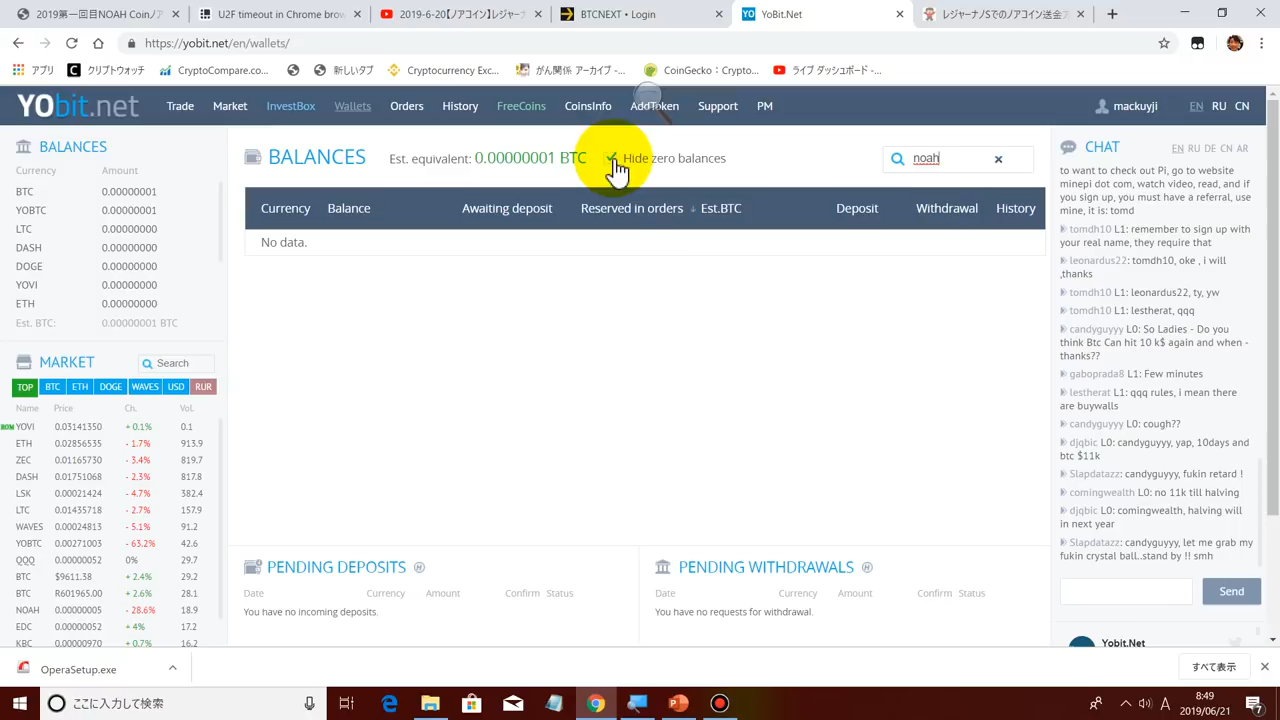 2019第一回目NOAH Coinノア
U2F timeout in Chrome brow
2019-6-20【ノアコイン】レジャーナ
BTCNEXT • Login
YoBit.Net
レジャーナノSでのノアコイン送金ア
https://yobit.net/en/wallets/
アプリ
クリプトウォッチ
CryptoCompare.co...
新しいタブ
Cryptocurrency Exc...
がん関係 アーカイブ -...
CoinGecko：Crypto...
ライブ ダッシュボード -...
YObit.net
Trade Market InvestBox Wallets Orders History FreeCoins CoinsInfo AddToken Support PM
mackuyji
EN RU CN
BALANCES
Currency Amount
BTC 0.00000001
YOBTC 0.00000001
LTC 0.00000000
DASH 0.00000000
DOGE 0.00000000
YOVI 0.00000000
ETH 0.00000000
Est. BTC: 0.00000001 BTC
MARKET
Search
TOP BTC ETH DOGE WAVES USD RUR
Name Price Ch. Vol.
YOVI 0.03141350 + 0.1% 0.1
ETH 0.02856535 - 1.7% 913.9
ZEC 0.01165730 - 3.4% 819.7
DASH 0.01751068 - 2.3% 817.8
LSK 0.00021424 - 4.7% 382.4
LTC 0.01435718 - 2.7% 157.9
WAVES 0.00024813 - 5.1% 91.2
YOBTC 0.00271003 - 63.2% 42.6
QQQ 0.00000052 0% 29.7
BTC $9611.38 + 2.4% 29.2
BTC R601965.00 + 2.6% 28.1
NOAH 0.00000005 - 28.6% 18.9
EDC 0.00000052 + 4% 17.2
KBC 0.00000970 + 0.7% 16.2
BALANCES
Est. equivalent: 0.00000001 BTC
Hide zero balances
noah
Currency Balance Awaiting deposit Reserved in orders Est.BTC Deposit Withdrawal History
No data.
PENDING DEPOSITS
Date Currency Amount Confirm Status
You have no incoming deposits.
PENDING WITHDRAWALS
Date Currency Amount Confirm Status
You have no requests for withdrawal.
CHAT
EN RU DE CN AR
to want to check out Pi, go to website
minepi dot com, watch video, read, and if
you sign up, you must have a referral, use
mine, it is: tomd
tomdh10 L1: remember to sign up with
your real name, they require that
leonardus22: tomdh10, oke , i will
,thanks
tomdh10 L1: leonardus22, ty, yw
tomdh10 L1: lestherat, qqq
candyguyyy L0: So Ladies - Do you
think Btc Can hit 10 k$ again and when -
thanks??
gaboprada8 L1: Few minutes
lestherat L1: qqq rules, i mean there
are buywalls
candyguyyy L0: cough??
djqbic L0: candyguyyy, yap, 10days and
btc $11k
Slapdatazz: candyguyyy, fukin retard !
comingwealth L0: no 11k till halving
djqbic L0: comingwealth, halving will
in next year
Slapdatazz: candyguyyy, let me grab my
fukin crystal ball..stand by !! smh
Send
Yobit.Net
OperaSetup.exe
すべて表示
ここに入力して検索
A
8:49
2019/06/21
7